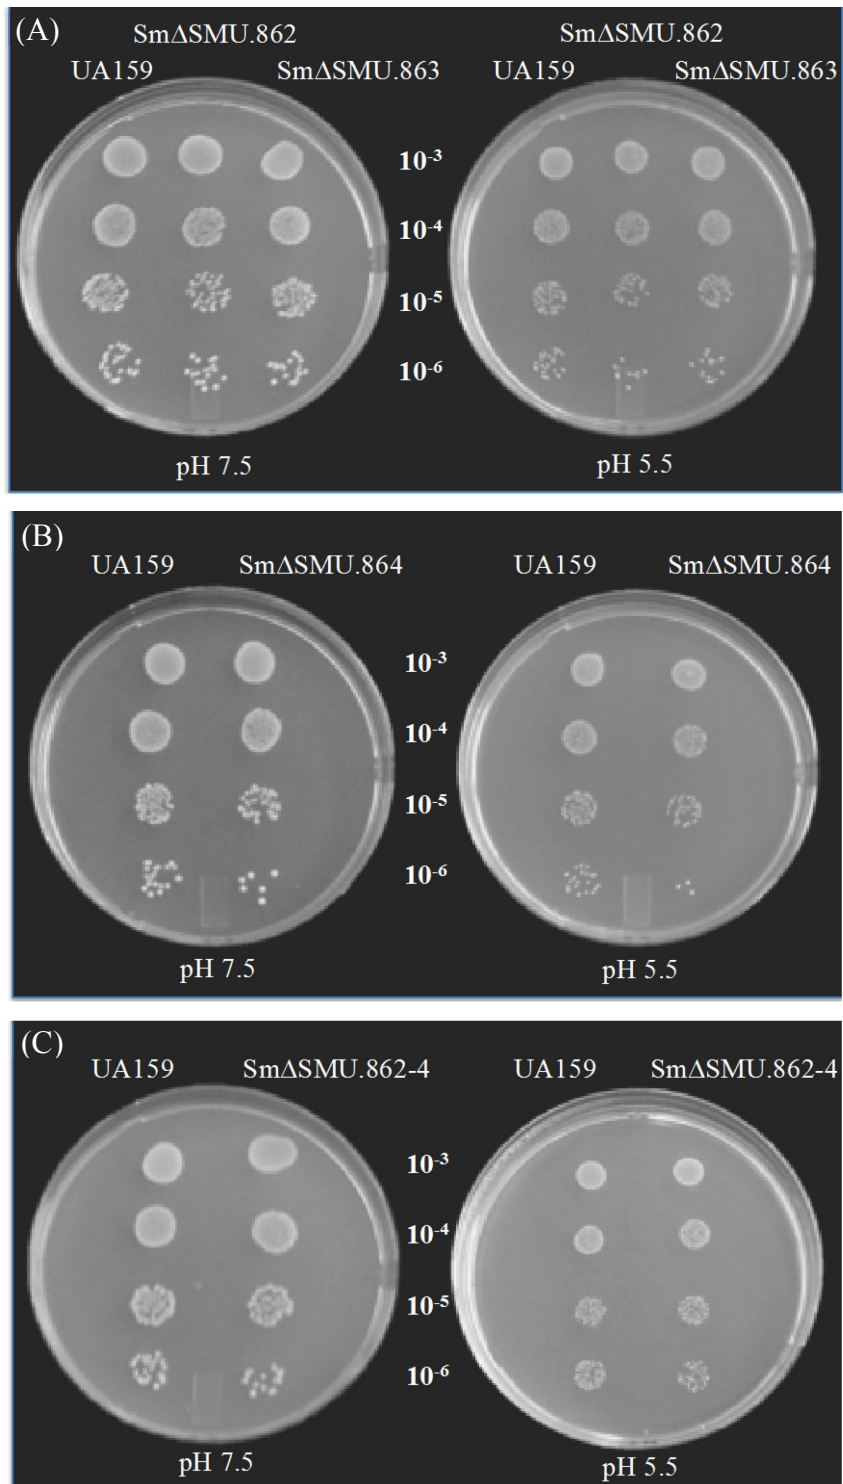 (A)
SmΔSMU.862 SmΔSMU.862
UA159 SmΔSMU.863 UA159 SmΔSMU.863
10-3
10-4
10-5
10-6
pH 7.5 pH 5.5
(B)
UA159 SmΔSMU.864 UA159 SmΔSMU.864
10-3
10-4
10-5
10-6
pH 7.5 pH 5.5
(C)
UA159 SmΔSMU.862-4 UA159 SmΔSMU.862-4
10-3
10-4
10-5
10-6
pH 7.5 pH 5.5